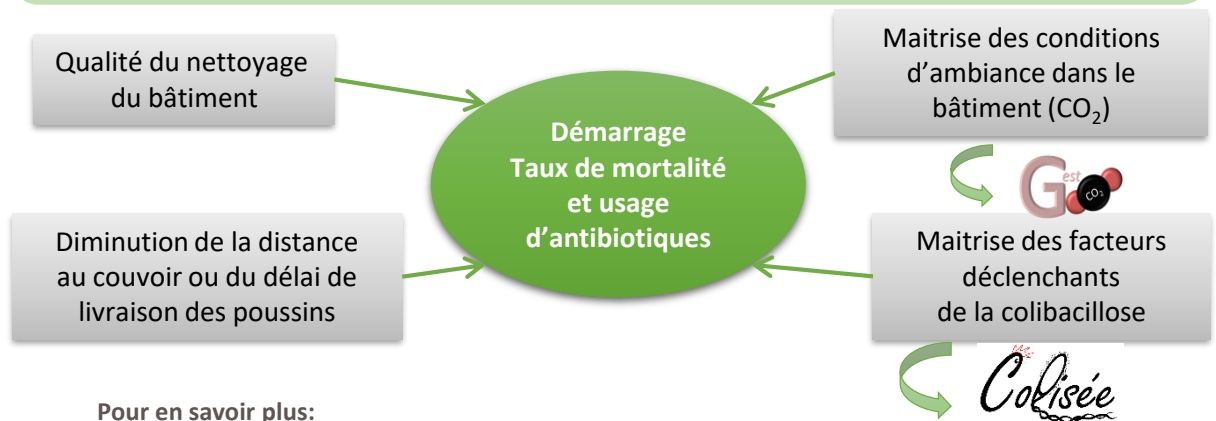 Qualité du nettoyage
du bâtiment
Maitrise des conditions
d'ambiance dans le
bâtiment (CO₂)
Démarrage
Taux de mortalité
et usage
d'antibiotiques
Gest
CO₂
Diminution de la distance
au couvoir ou du délai de
livraison des poussins
Maitrise des facteurs
déclenchants
de la colibacillose
Colisée
Pour en savoir plus: